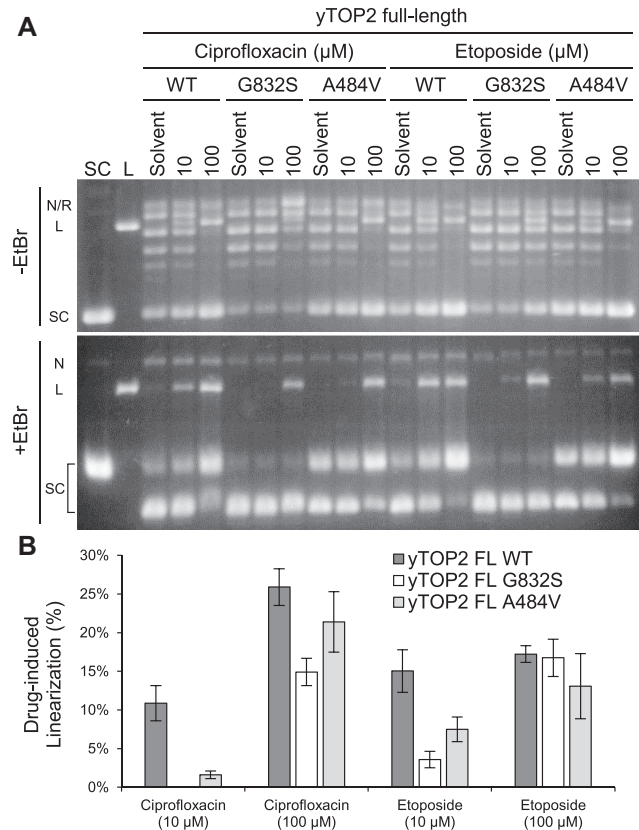 A
yTOP2 full-length
Ciprofloxacin (µM)
Etoposide (µM)
WT
G832S
A484V
WT
G832S
A484V
SC
L
Solvent
10
100
Solvent
10
100
Solvent
10
100
Solvent
10
100
Solvent
10
100
Solvent
10
100
-EtBr
N/R
L
SC
+EtBr
N
L
SC
B
Drug-induced
Linearization (%)
30%
25%
20%
15%
10%
5%
0%
yTOP2 FL WT
yTOP2 FL G832S
yTOP2 FL A484V
Ciprofloxacin
(10 µM)
Ciprofloxacin
(100 µM)
Etoposide
(10 µM)
Etoposide
(100 µM)